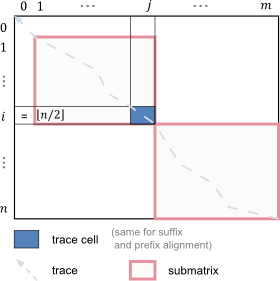 0 1 ⋯ j ⋯ m
0
1
⋮
i = ⌊n/2⌋
⋮
n
trace cell (same for suffix
and prefix alignment)
trace submatrix